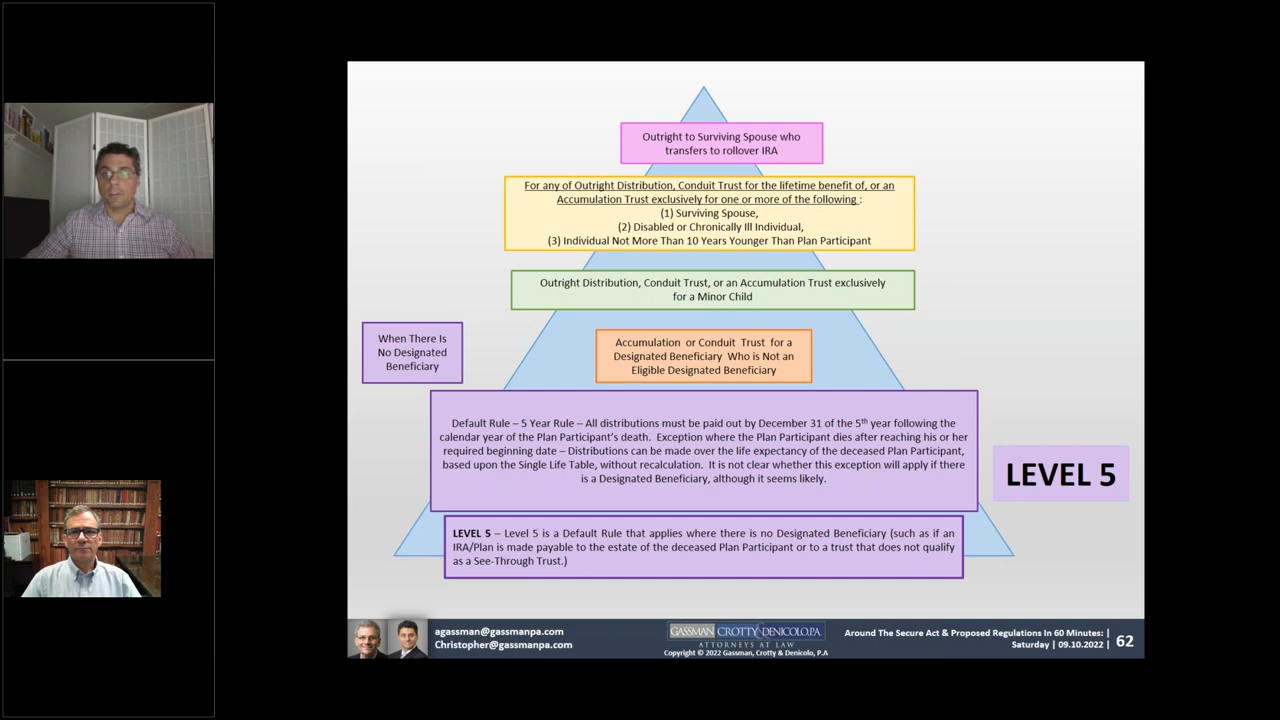 Outright to Surviving Spouse who
transfers to rollover IRA
For any of Outright Distribution, Conduit Trust for the lifetime benefit of, or an
Accumulation Trust exclusively for one or more of the following :
(1) Surviving Spouse,
(2) Disabled or Chronically Ill Individual,
(3) Individual Not More Than 10 Years Younger Than Plan Participant
Outright Distribution, Conduit Trust, or an Accumulation Trust exclusively
for a Minor Child
When There Is
No Designated
Beneficiary
Accumulation or Conduit Trust for a
Designated Beneficiary Who is Not an
Eligible Designated Beneficiary
Default Rule – 5 Year Rule – All distributions must be paid out by December 31 of the 5th year following the
calendar year of the Plan Participant's death. Exception where the Plan Participant dies after reaching his or her
required beginning date – Distributions can be made over the life expectancy of the deceased Plan Participant,
based upon the Single Life Table, without recalculation. It is not clear whether this exception will apply if there
is a Designated Beneficiary, although it seems likely.
LEVEL 5
LEVEL 5 – Level 5 is a Default Rule that applies where there is no Designated Beneficiary (such as if an
IRA/Plan is made payable to the estate of the deceased Plan Participant or to a trust that does not qualify
as a See-Through Trust.)
agassman@gassmanpa.com
Christopher@gassmanpa.com
GASSMAN CROTTY & DENICOLO, P.A.
ATTORNEYS AT LAW
Copyright © 2022 Gassman, Crotty & Denicolo, P.A
Around The Secure Act & Proposed Regulations In 60 Minutes: |
Saturday | 09.10.2022 |
62